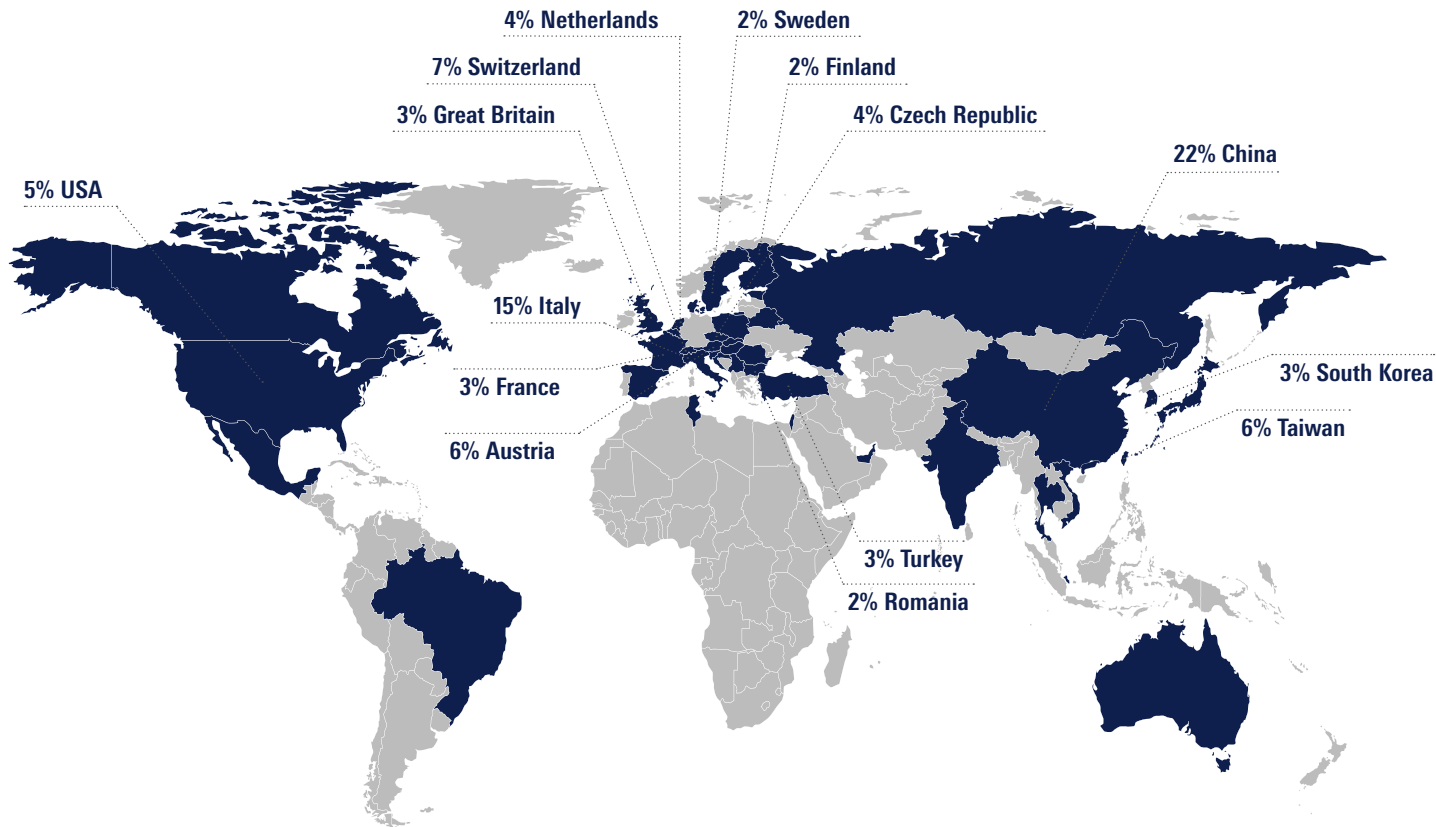 4% Netherlands
2% Sweden
7% Switzerland
2% Finland
3% Great Britain
4% Czech Republic
22% China
5% USA
15% Italy
3% France
3% South Korea
6% Austria
6% Taiwan
3% Turkey
2% Romania